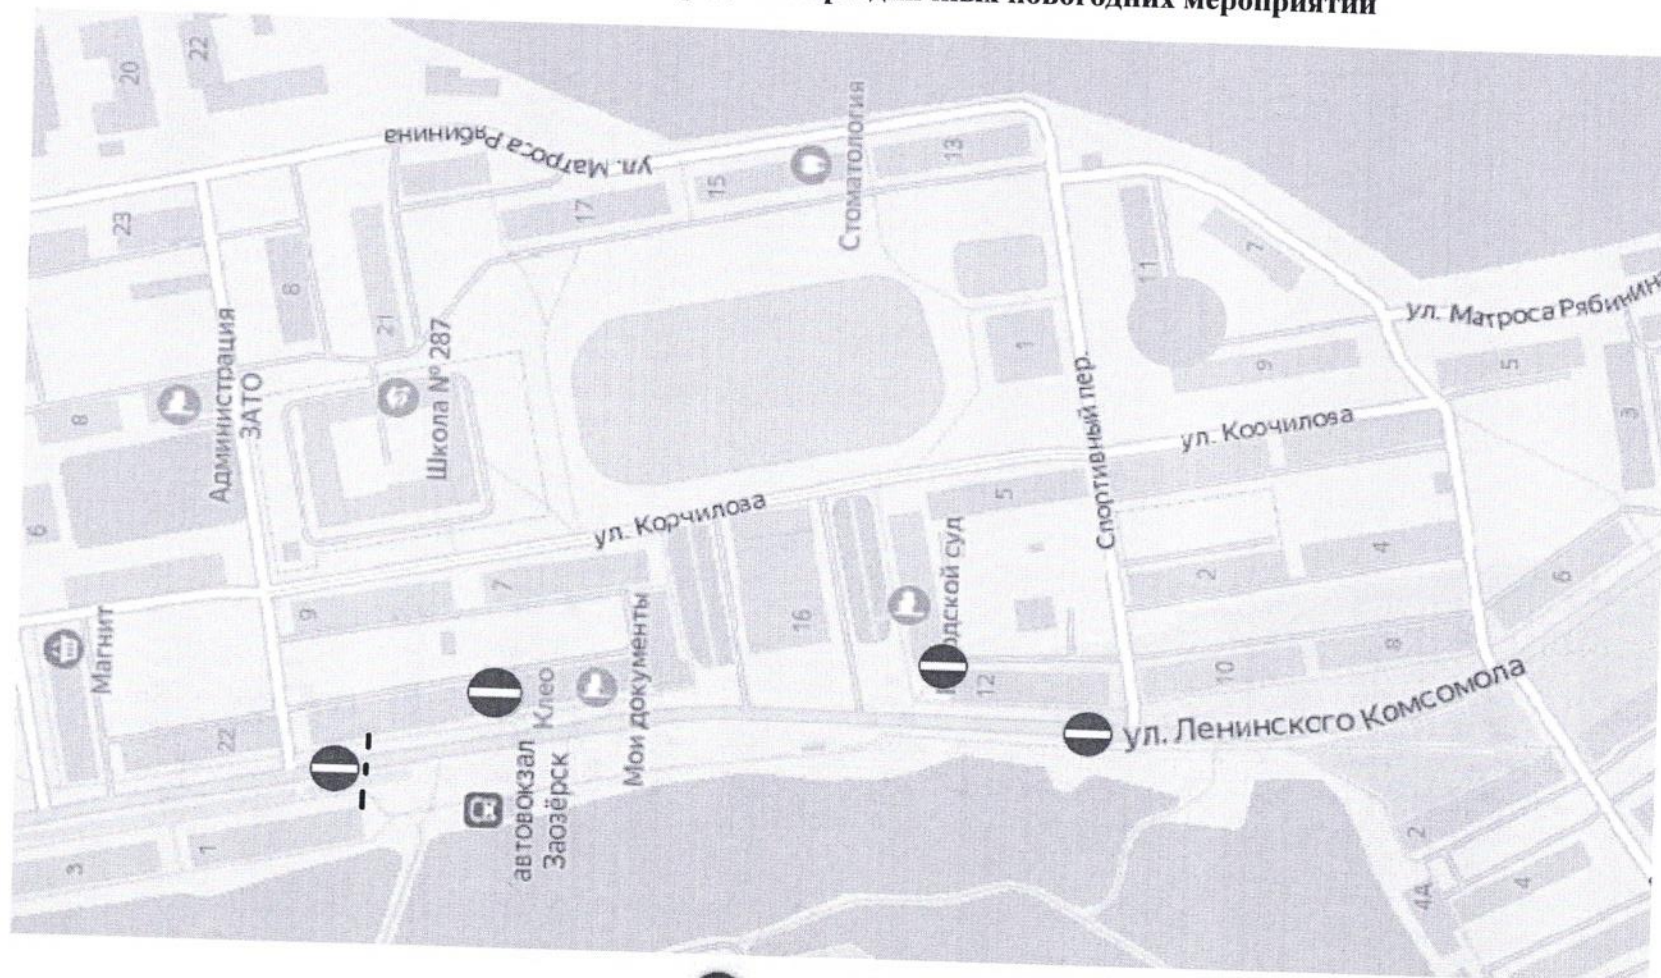 новогодних мероприятий
20
22
ул. Матроса Рябинина
23
8
21
17
15
Стоматология
13
11
7
ул. Матроса Рябинин
Администрация
ЗАТО
8
Школа № 287
1
9
5
3
6
Спортивный пер.
ул. Корчилова
ул. Корчилова
5
Магнит
9
7
16
одской суд
2
4
6
22
Клео
Мои документы
12
10
8
ул. Ленинского Комсомола
автовокзал
Заозёрск
3
1
2
4А
4